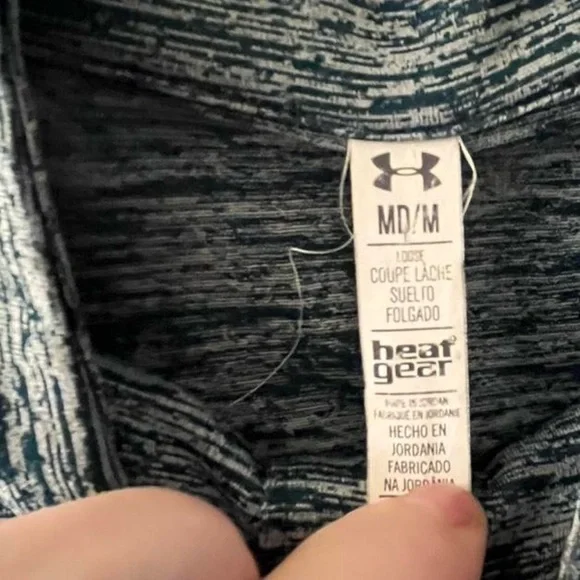 MD/M
LOOSE
COUPE LÂCHE
SUELTO
FOLGADO
heat
gear
MADE IN JORDAN
FABRIQUÉ EN JORDANIE
HECHO EN
JORDANIA
FABRICADO
NA JORDÂNIA